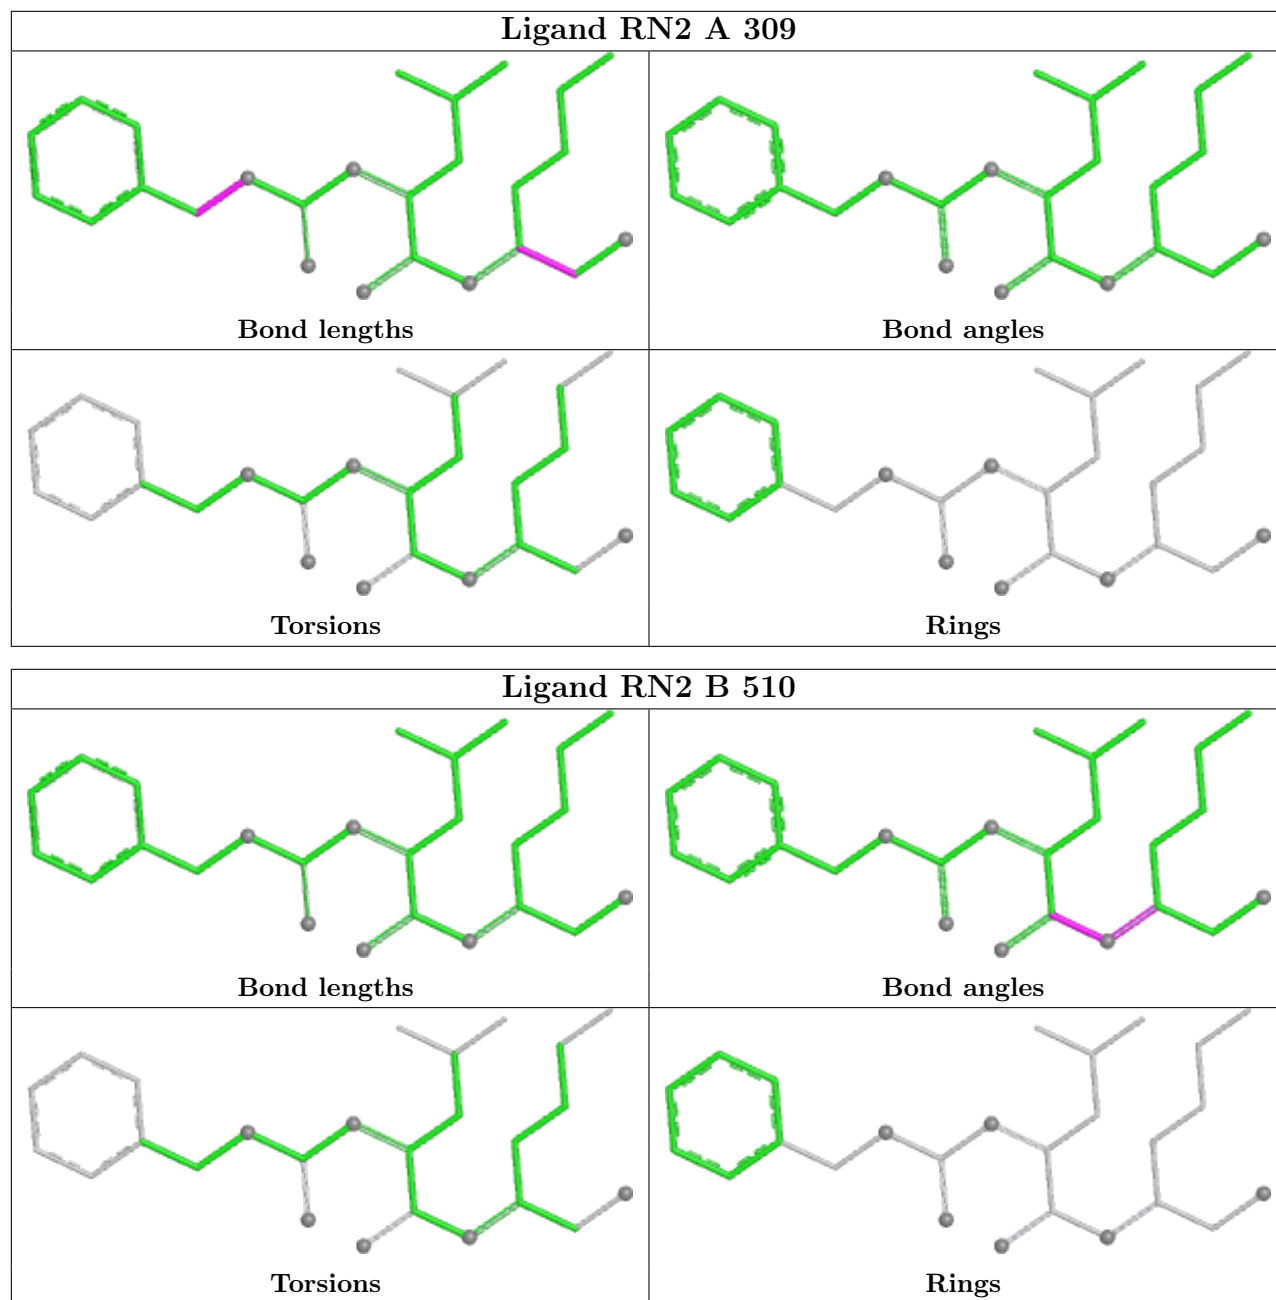 Ligand RN2 A 309
Bond lengths
Bond angles
Torsions
Rings
Ligand RN2 B 510
Bond lengths
Bond angles
Torsions
Rings